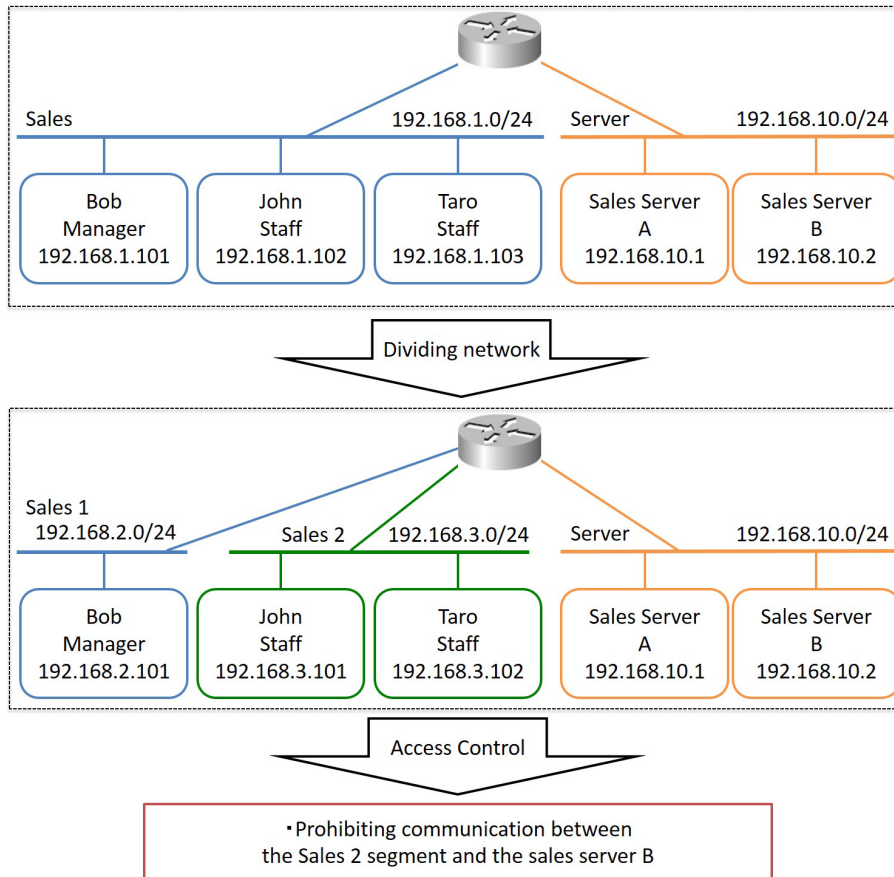 Sales
192.168.1.0/24
Server
192.168.10.0/24
Bob
Manager
192.168.1.101
John
Staff
192.168.1.102
Taro
Staff
192.168.1.103
Sales Server
A
192.168.10.1
Sales Server
B
192.168.10.2
Dividing network
Sales 1
192.168.2.0/24
Sales 2
192.168.3.0/24
Server
192.168.10.0/24
Bob
Manager
192.168.2.101
John
Staff
192.168.3.101
Taro
Staff
192.168.3.102
Sales Server
A
192.168.10.1
Sales Server
B
192.168.10.2
Access Control
・Prohibiting communication between
the Sales 2 segment and the sales server B